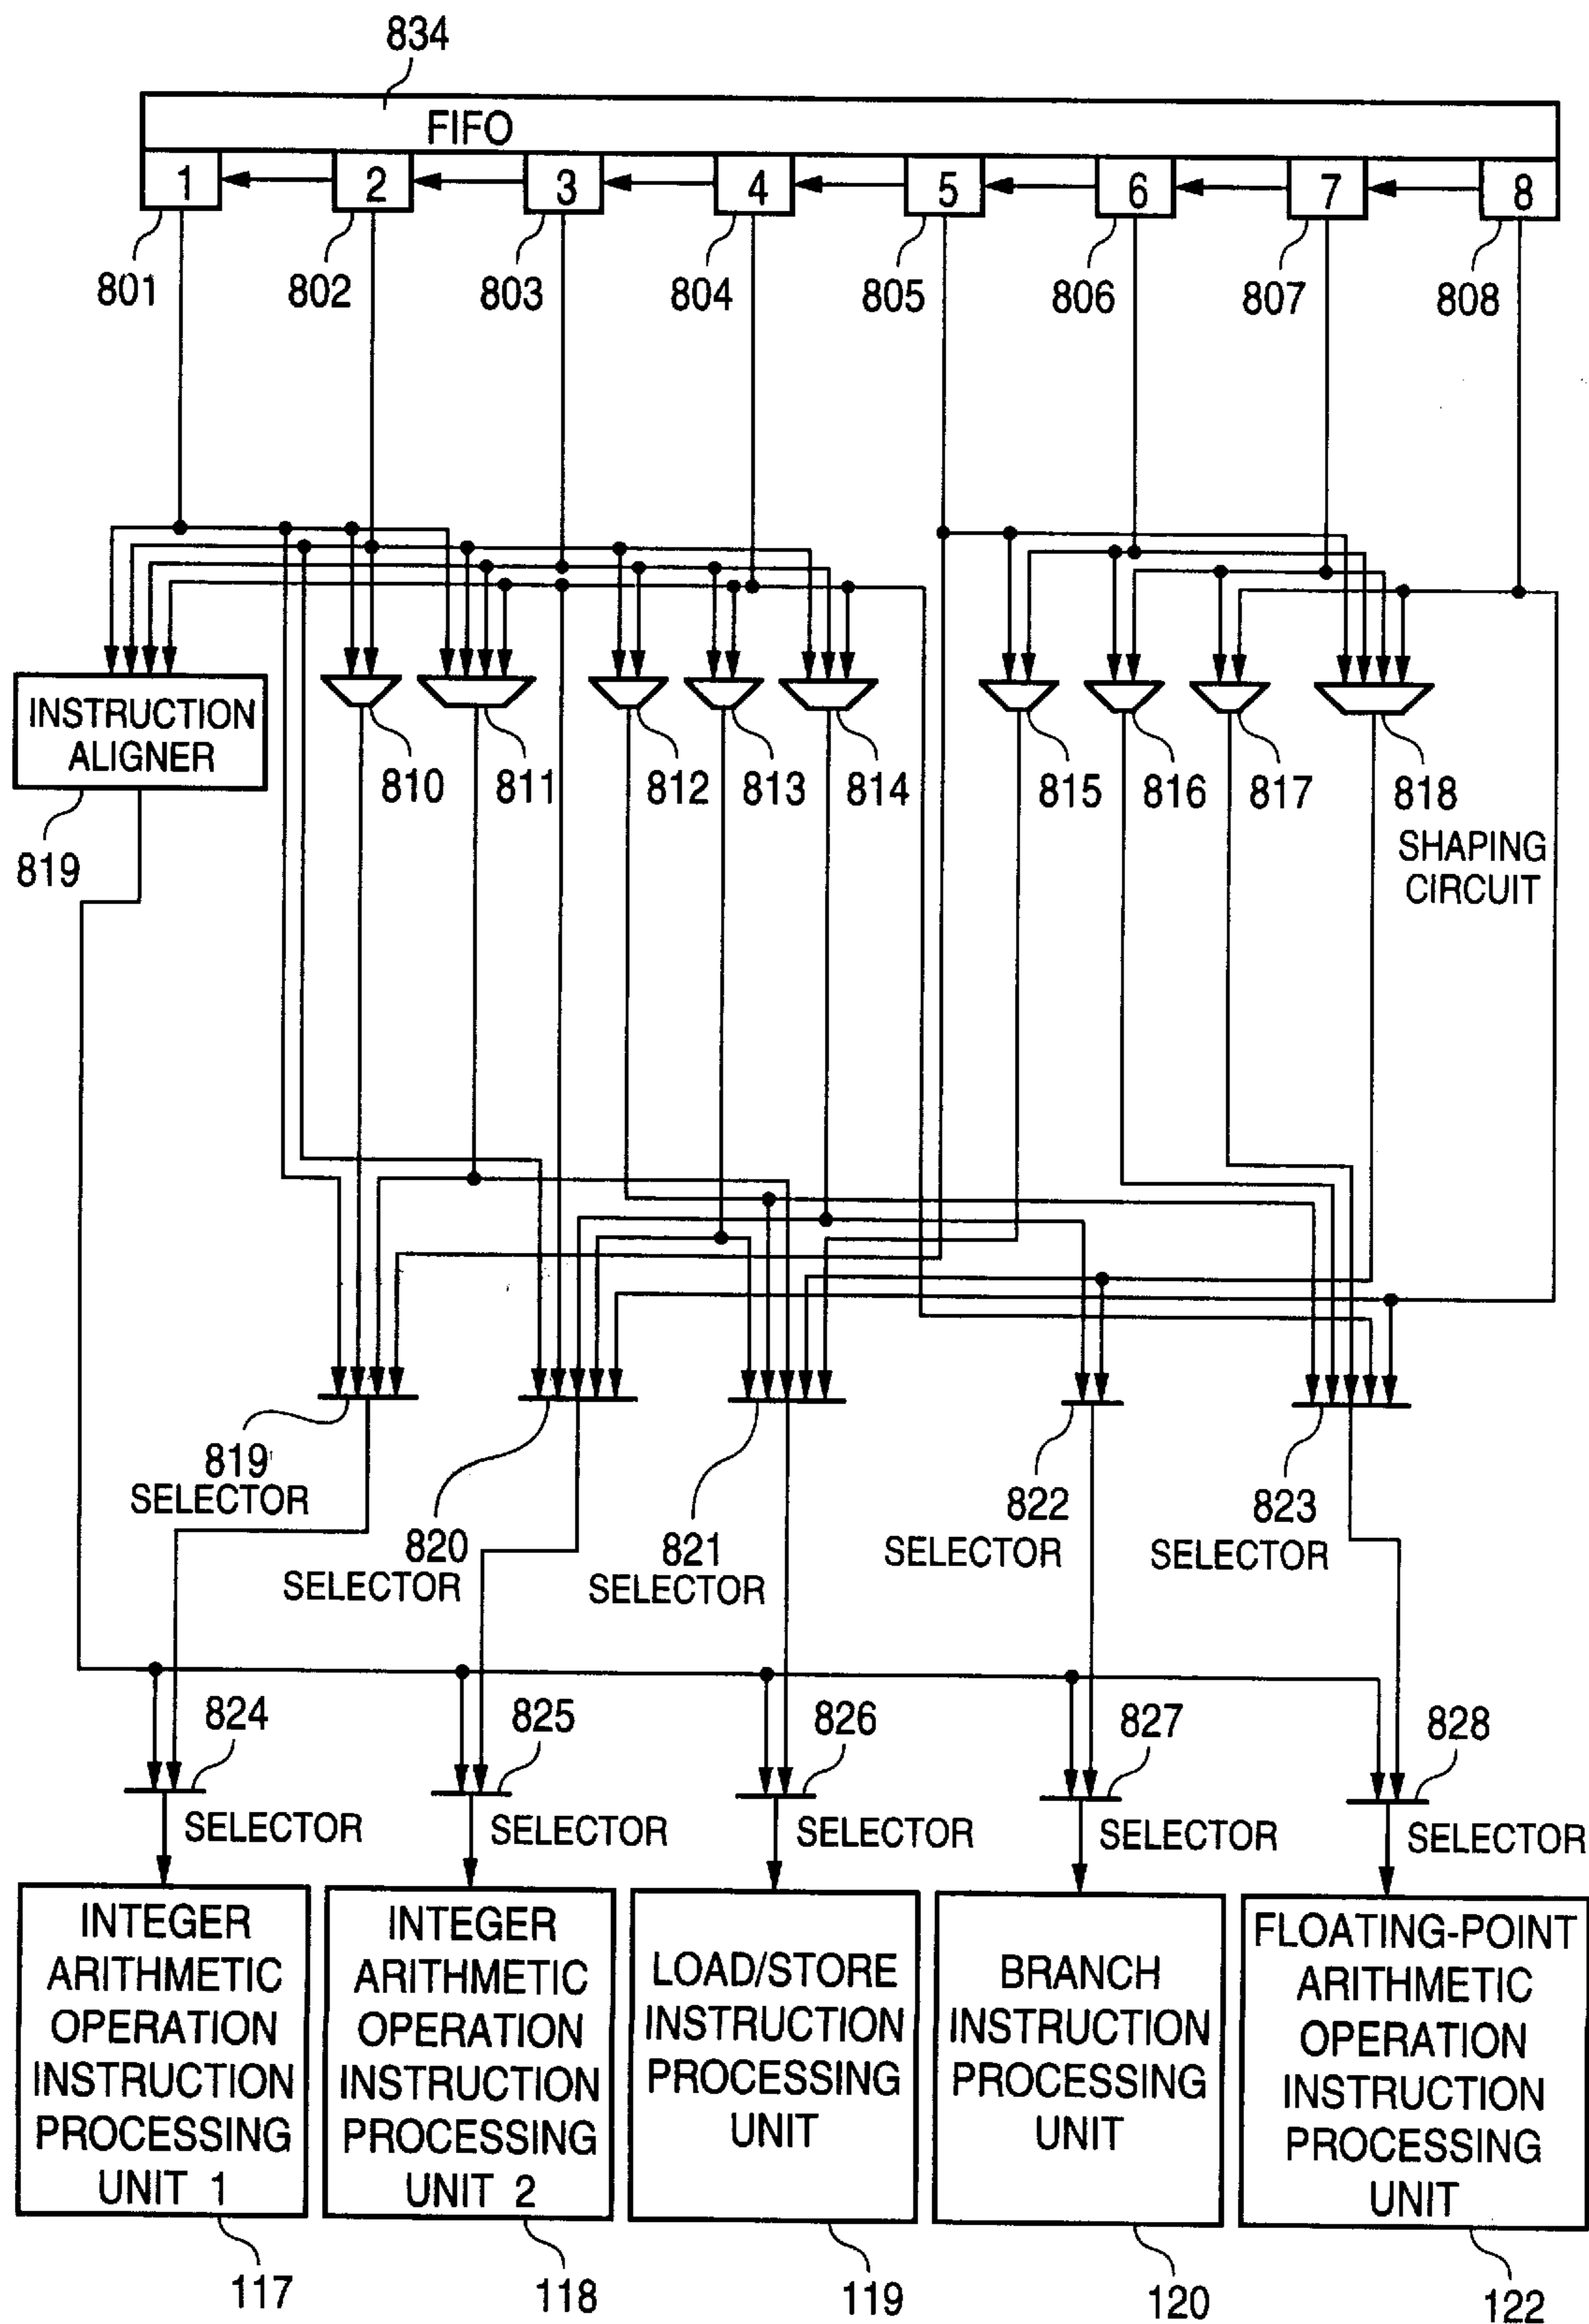 834
FIFO
1 2 3 4 5 6 7 8
801 802 803 804 805 806 807 808
INSTRUCTION
ALIGNER
819
810 811 812 813 814 815 816 817 818
SHAPING
CIRCUIT
819
SELECTOR
820
SELECTOR
821
SELECTOR
822
SELECTOR
823
SELECTOR
824 825 826 827 828
SELECTOR SELECTOR SELECTOR SELECTOR SELECTOR
INTEGER
ARITHMETIC
OPERATION
INSTRUCTION
PROCESSING
UNIT 1
INTEGER
ARITHMETIC
OPERATION
INSTRUCTION
PROCESSING
UNIT 2
LOAD/STORE
INSTRUCTION
PROCESSING
UNIT
BRANCH
INSTRUCTION
PROCESSING
UNIT
FLOATING-POINT
ARITHMETIC
OPERATION
INSTRUCTION
PROCESSING
UNIT
117 118 119 120 122